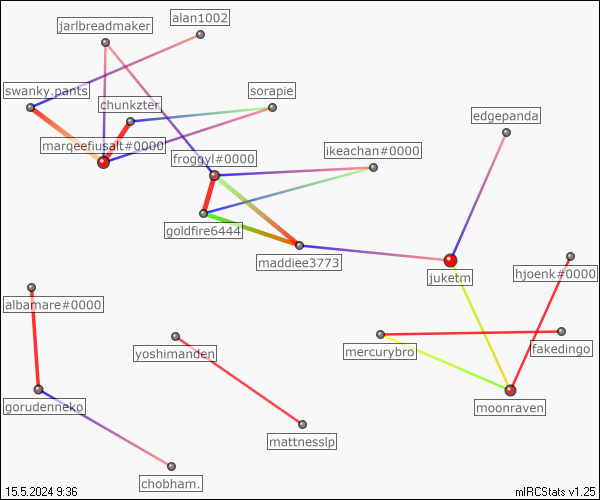 alan1002
jarlbreadmaker
swanky.pants
chunkzter
sorapie
edgepanda
marqeefiusalt#0000
froggyl#0000
ikeachan#0000
goldfire6444
maddiee3773
juketm
hjoenk#0000
albamare#0000
yoshimanden
mercurybro
fakedingo
gorudenneko
moonraven
mattnesslp
chobham.
15.5.2024 9:36
mIRCStats v1.25